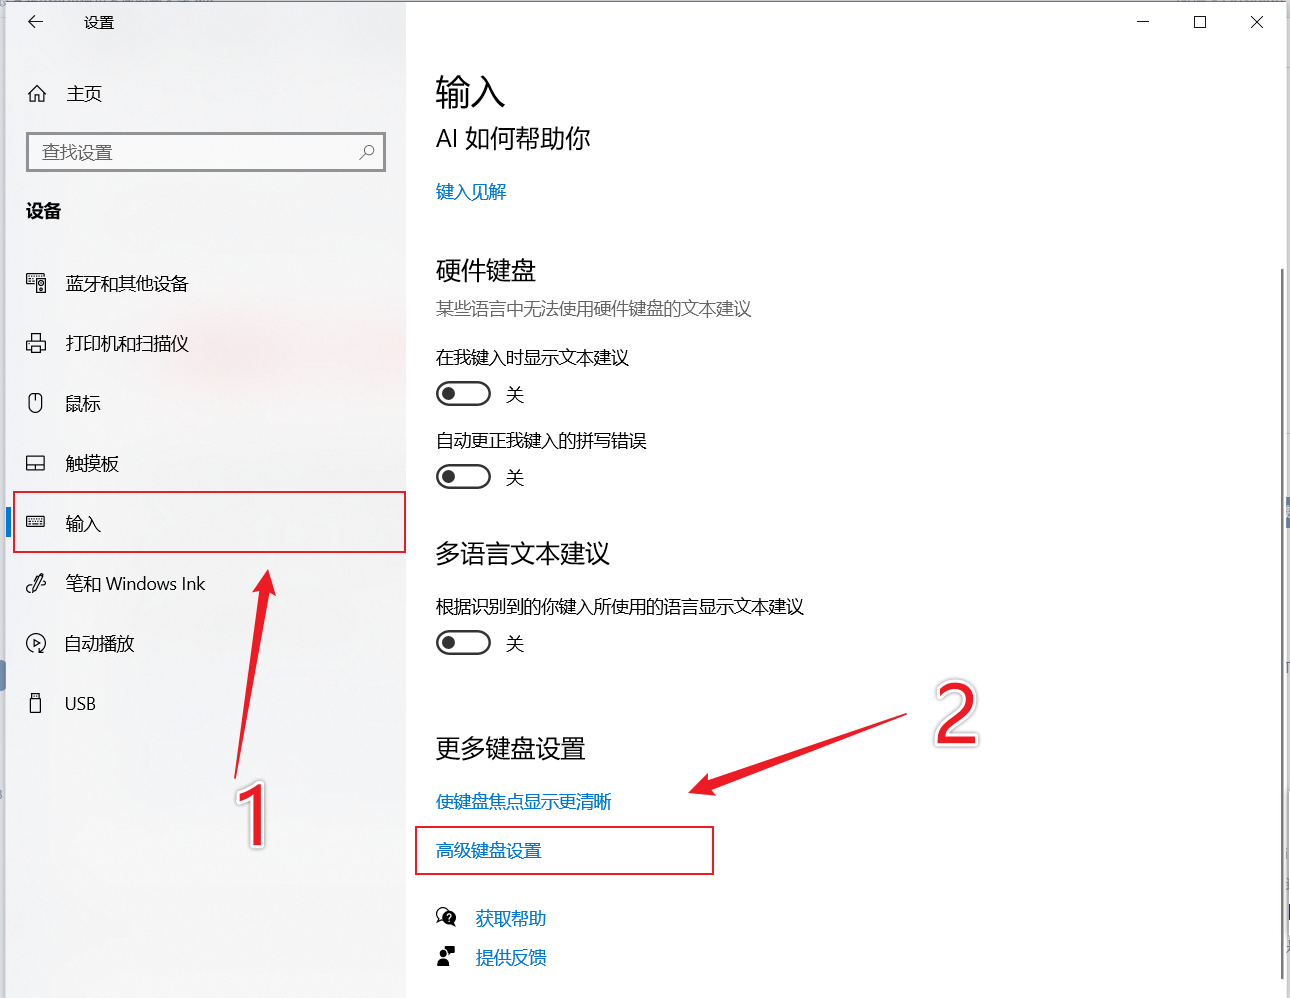 设置
主页
查找设置
设备
蓝牙和其他设备
打印机和扫描仪
鼠标
触摸板
输入
笔和 Windows Ink
自动播放
USB
1
输入
AI 如何帮助你
键入见解
硬件键盘
某些语言中无法使用硬件键盘的文本建议
在我键入时显示文本建议
关
自动更正我键入的拼写错误
关
多语言文本建议
根据识别到的你键入所使用的语言显示文本建议
关
2
更多键盘设置
使键盘焦点显示更清晰
高级键盘设置
获取帮助
提供反馈